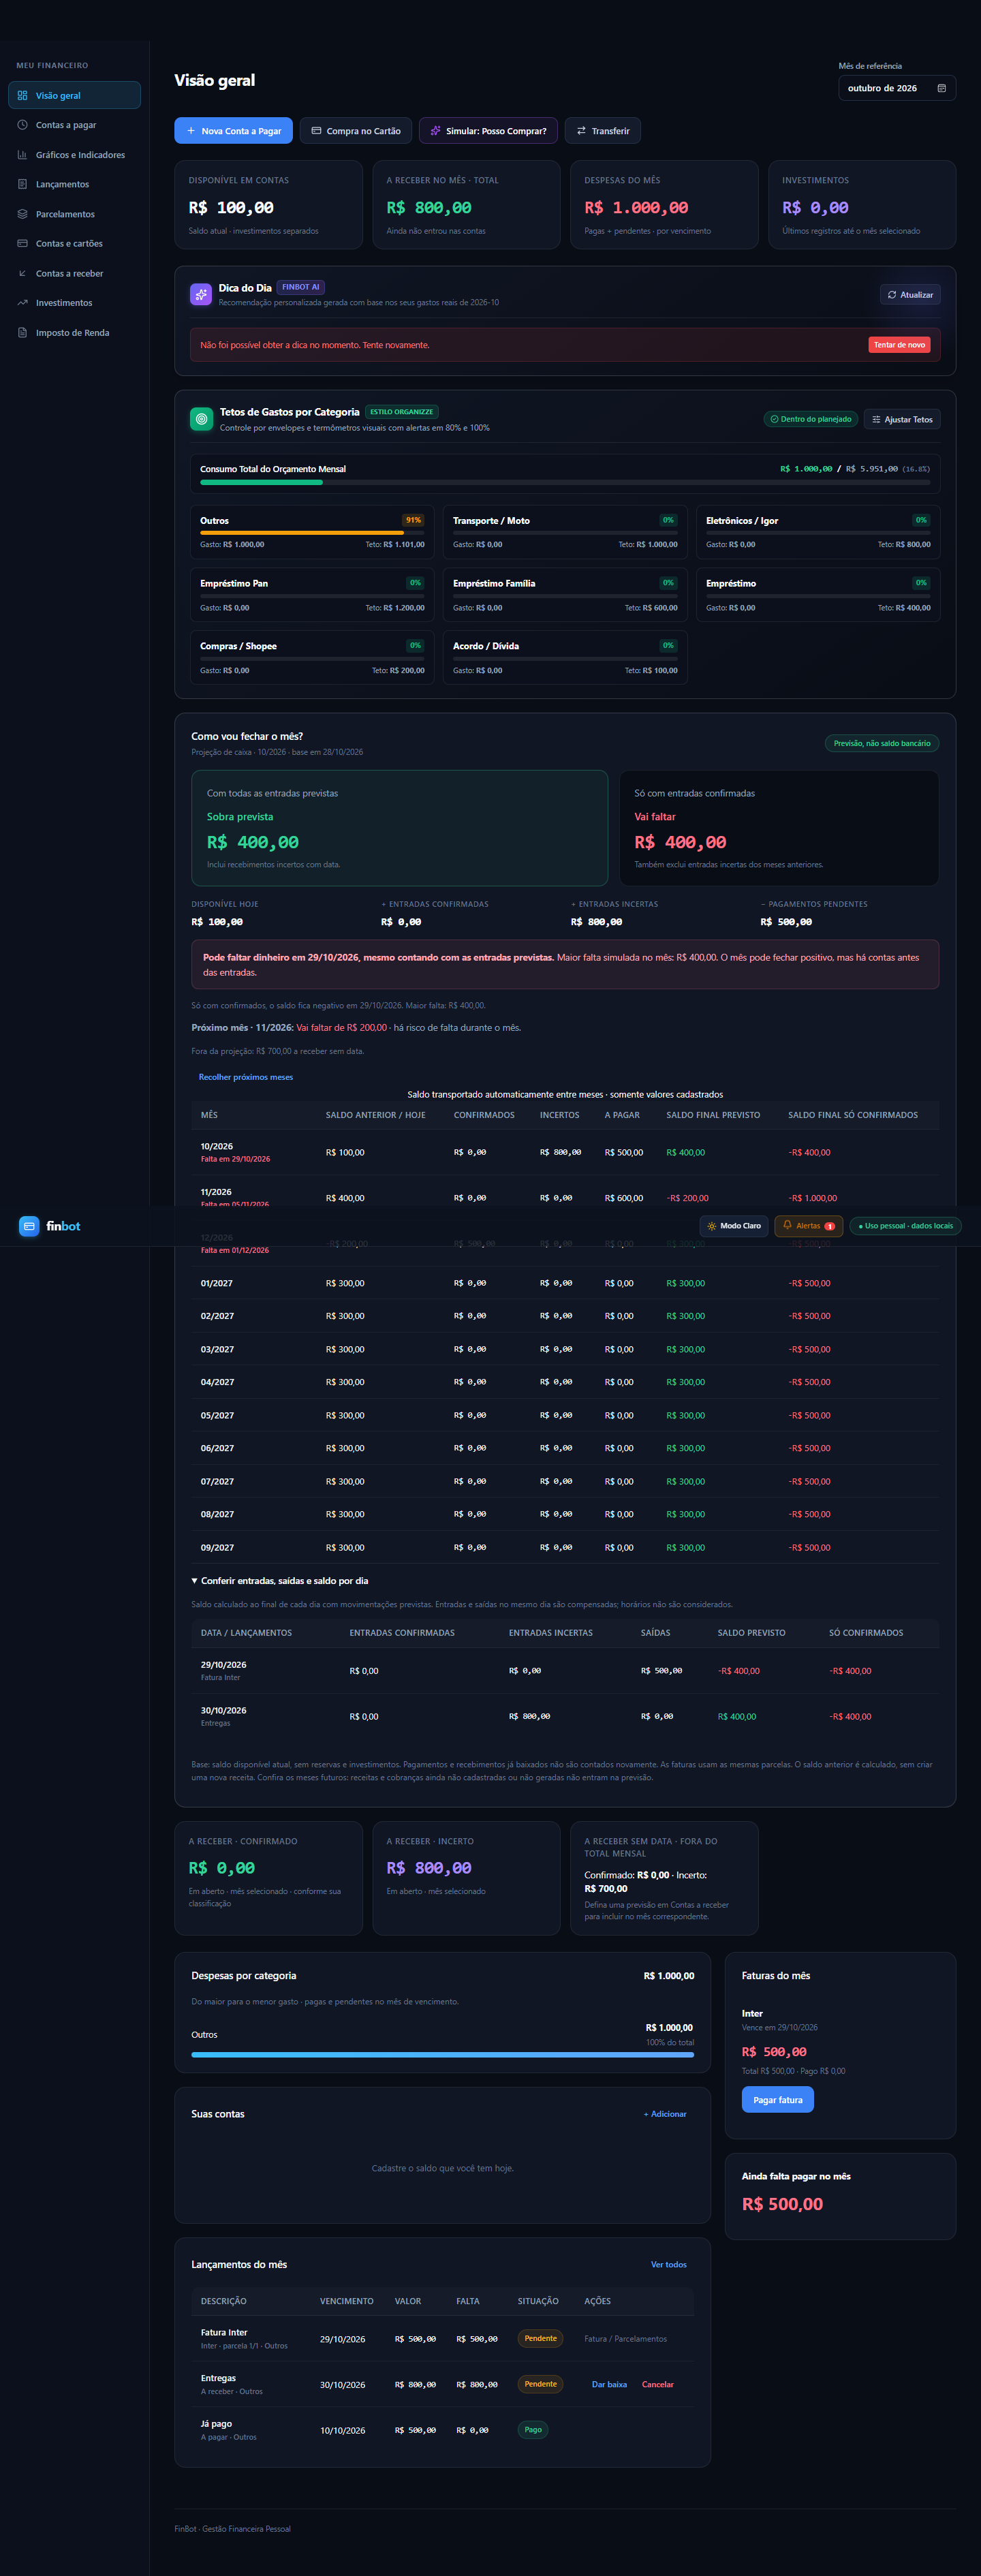 MEU FINANCEIRO
Visão geral
Contas a pagar
Gráficos e Indicadores
Lançamentos
Parcelamentos
Contas e cartões
Contas a receber
Investimentos
Imposto de Renda
Visão geral
Mês de referência
outubro de 2026
+ Nova Conta a Pagar
Compra no Cartão
Simular: Posso Comprar?
Transferir
DISPONÍVEL EM CONTAS
R$ 100,00
Saldo atual · investimentos separados
A RECEBER NO MÊS · TOTAL
R$ 800,00
Ainda não entrou nas contas
DESPESAS DO MÊS
R$ 1.000,00
Pagas + pendentes · por vencimento
INVESTIMENTOS
R$ 0,00
Últimos registros até o mês selecionado
Dica do Dia FINBOT AI
Recomendação personalizada gerada com base nos seus gastos reais de 2026-10
Atualizar
Não foi possível obter a dica no momento. Tente novamente.
Tentar de novo
Tetos de Gastos por Categoria ESTILO ORGANIZZE
Controle por envelopes e termômetros visuais com alertas em 80% e 100%
Dentro do planejado
Ajustar Tetos
Consumo Total do Orçamento Mensal
R$ 1.000,00 / R$ 5.951,00 (16.8%)
Outros 91%
Gasto: R$ 1.000,00 Teto: R$ 1.101,00
Transporte / Moto 0%
Gasto: R$ 0,00 Teto: R$ 1.000,00
Eletrônicos / Igor 0%
Gasto: R$ 0,00 Teto: R$ 800,00
Empréstimo Pan 0%
Gasto: R$ 0,00 Teto: R$ 1.200,00
Empréstimo Família 0%
Gasto: R$ 0,00 Teto: R$ 600,00
Empréstimo 0%
Gasto: R$ 0,00 Teto: R$ 400,00
Compras / Shopee 0%
Gasto: R$ 0,00 Teto: R$ 200,00
Acordo / Dívida 0%
Gasto: R$ 0,00 Teto: R$ 100,00
Como vou fechar o mês?
Projeção de caixa · 10/2026 · base em 28/10/2026
Previsão, não saldo bancário
Com todas as entradas previstas
Sobra prevista
R$ 400,00
Inclui recebimentos incertos com data.
Só com entradas confirmadas
Vai faltar
R$ 400,00
Também exclui entradas incertas dos meses anteriores.
DISPONÍVEL HOJE
R$ 100,00
+ ENTRADAS CONFIRMADAS
R$ 0,00
+ ENTRADAS INCERTAS
R$ 800,00
− PAGAMENTOS PENDENTES
R$ 500,00
Pode faltar dinheiro em 29/10/2026, mesmo contando com as entradas previstas. Maior falta simulada no mês: R$ 400,00. O mês pode fechar positivo, mas há contas antes
das entradas.
Só com confirmados, o saldo fica negativo em 29/10/2026. Maior falta: R$ 400,00.
Próximo mês · 11/2026: Vai faltar de R$ 200,00 · há risco de falta durante o mês.
Fora da projeção: R$ 700,00 a receber sem data.
Recolher próximos meses
Saldo transportado automaticamente entre meses · somente valores cadastrados
MÊS SALDO ANTERIOR / HOJE CONFIRMADOS INCERTOS A PAGAR SALDO FINAL PREVISTO SALDO FINAL SÓ CONFIRMADOS
10/2026 R$ 100,00 R$ 0,00 R$ 800,00 R$ 500,00 R$ 400,00 -R$ 400,00
Falta em 29/10/2026
11/2026 R$ 400,00 R$ 0,00 R$ 0,00 R$ 600,00 -R$ 200,00 -R$ 1.000,00
Falta em 05/11/2026
finbot
Modo Claro
Alertas 1
● Uso pessoal · dados locais
12/2026 -R$ 200,00 R$ 500,00 R$ 0,00 R$ 0,00 R$ 300,00 -R$ 500,00
Falta em 01/12/2026
01/2027 R$ 300,00 R$ 0,00 R$ 0,00 R$ 0,00 R$ 300,00 -R$ 500,00
02/2027 R$ 300,00 R$ 0,00 R$ 0,00 R$ 0,00 R$ 300,00 -R$ 500,00
03/2027 R$ 300,00 R$ 0,00 R$ 0,00 R$ 0,00 R$ 300,00 -R$ 500,00
04/2027 R$ 300,00 R$ 0,00 R$ 0,00 R$ 0,00 R$ 300,00 -R$ 500,00
05/2027 R$ 300,00 R$ 0,00 R$ 0,00 R$ 0,00 R$ 300,00 -R$ 500,00
06/2027 R$ 300,00 R$ 0,00 R$ 0,00 R$ 0,00 R$ 300,00 -R$ 500,00
07/2027 R$ 300,00 R$ 0,00 R$ 0,00 R$ 0,00 R$ 300,00 -R$ 500,00
08/2027 R$ 300,00 R$ 0,00 R$ 0,00 R$ 0,00 R$ 300,00 -R$ 500,00
09/2027 R$ 300,00 R$ 0,00 R$ 0,00 R$ 0,00 R$ 300,00 -R$ 500,00
▼ Conferir entradas, saídas e saldo por dia
Saldo calculado ao final de cada dia com movimentações previstas. Entradas e saídas no mesmo dia são compensadas; horários não são considerados.
DATA / LANÇAMENTOS ENTRADAS CONFIRMADAS ENTRADAS INCERTAS SAÍDAS SALDO PREVISTO SÓ CONFIRMADOS
29/10/2026 R$ 0,00 R$ 0,00 R$ 500,00 -R$ 400,00 -R$ 400,00
Fatura Inter
30/10/2026 R$ 0,00 R$ 800,00 R$ 0,00 R$ 400,00 -R$ 400,00
Entregas
Base: saldo disponível atual, sem reservas e investimentos. Pagamentos e recebimentos já baixados não são contados novamente. As faturas usam as mesmas parcelas. O saldo anterior é calculado, sem criar
uma nova receita. Confira os meses futuros: receitas e cobranças ainda não cadastradas ou não geradas não entram na previsão.
A RECEBER · CONFIRMADO
R$ 0,00
Em aberto · mês selecionado · conforme sua
classificação
A RECEBER · INCERTO
R$ 800,00
Em aberto · mês selecionado
A RECEBER SEM DATA · FORA DO
TOTAL MENSAL
Confirmado: R$ 0,00 · Incerto:
R$ 700,00
Defina uma previsão em Contas a receber
para incluir no mês correspondente.
Despesas por categoria R$ 1.000,00
Do maior para o menor gasto · pagas e pendentes no mês de vencimento.
Outros R$ 1.000,00
100% do total
Faturas do mês
Inter
Vence em 29/10/2026
R$ 500,00
Total R$ 500,00 · Pago R$ 0,00
Pagar fatura
Suas contas + Adicionar
Cadastre o saldo que você tem hoje.
Ainda falta pagar no mês
R$ 500,00
Lançamentos do mês Ver todos
DESCRIÇÃO VENCIMENTO VALOR FALTA SITUAÇÃO AÇÕES
Fatura Inter 29/10/2026 R$ 500,00 R$ 500,00 Pendente Fatura / Parcelamentos
Inter · parcela 1/1 · Outros
Entregas 30/10/2026 R$ 800,00 R$ 800,00 Pendente Dar baixa Cancelar
A receber · Outros
Já pago 10/10/2026 R$ 500,00 R$ 0,00 Pago
A pagar · Outros
FinBot · Gestão Financeira Pessoal